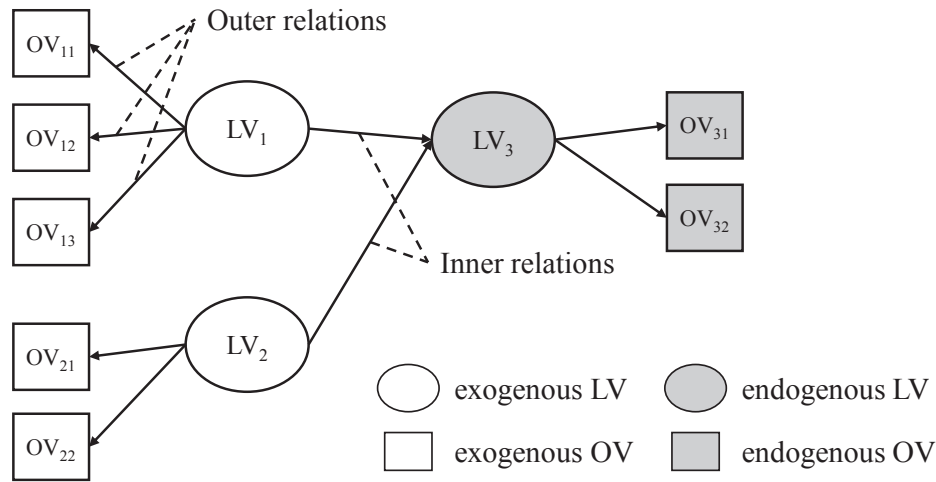 Outer relations
OV11
OV12
OV13
LV1
LV3
OV31
OV32
Inner relations
OV21
OV22
LV2
exogenous LV
endogenous LV
exogenous OV
endogenous OV